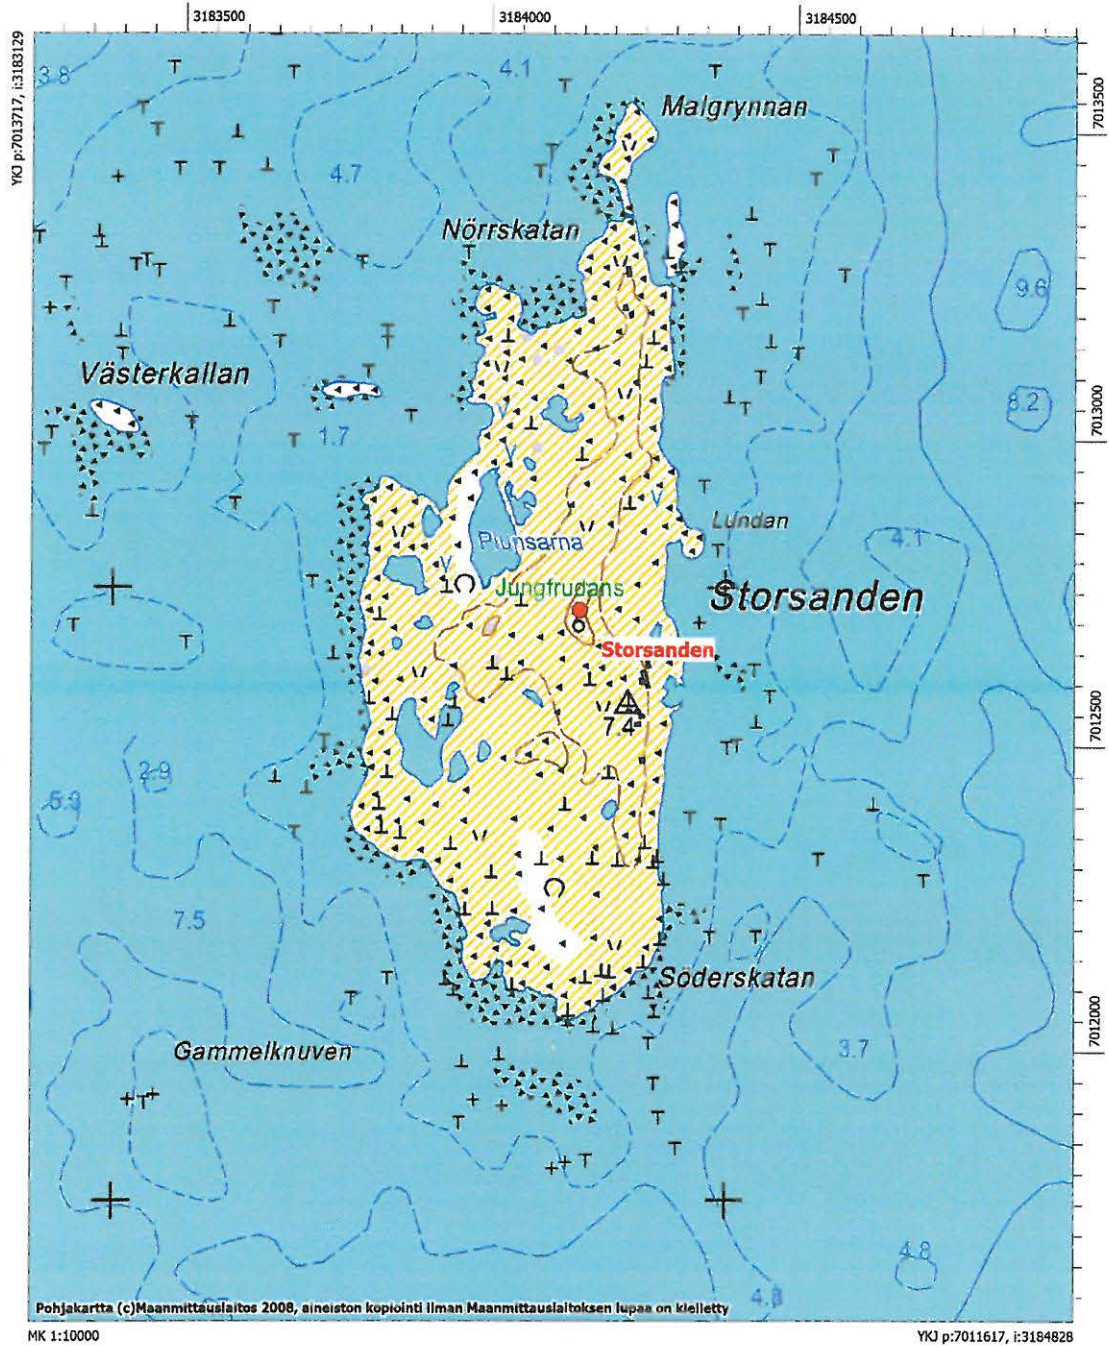 3183500
3184000
3184500
YKJ p:7013717, i:3183129
3.8
4.1
Malgrynnan
7013500
4.7
Nörrskatan
9.6
Västerkallan
8.2
7013000
1.7
Lundan
Plunsarna
4.1
Jungfrudans
Storsanden
Storsanden
7.4
7012500
2.9
5.3
7.5
Söderskatan
7012000
Gammelknuven
3.7
4.8
4.8
Pohjakartta (c)Maanmittauslaitos 2008, aineiston kopiointi ilman Maanmittauslaitoksen lupaa on kielletty
MK 1:10000
YKJ p:7011617, i:3184828